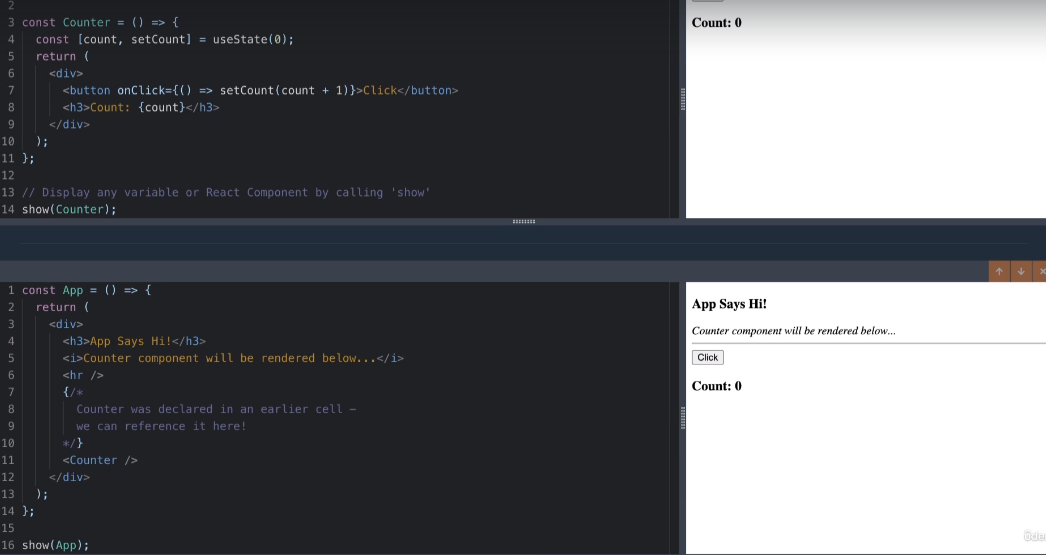 2
3 const Counter = () => {
4   const [count, setCount] = useState(0);
5   return (
6     <div>
7       <button onClick={() => setCount(count + 1)}>Click</button>
8       <h3>Count: {count}</h3>
9     </div>
10   );
11 };
12
13 // Display any variable or React Component by calling 'show'
14 show(Counter);
Count: 0
1 const App = () => {
2   return (
3     <div>
4       <h3>App Says Hi!</h3>
5       <i>Counter component will be rendered below...</i>
6       <hr />
7       {/*
8         Counter was declared in an earlier cell -
9         we can reference it here!
10       */}
11       <Counter />
12     </div>
13   );
14 };
15
16 show(App);
App Says Hi!
Counter component will be rendered below...
Click
Count: 0